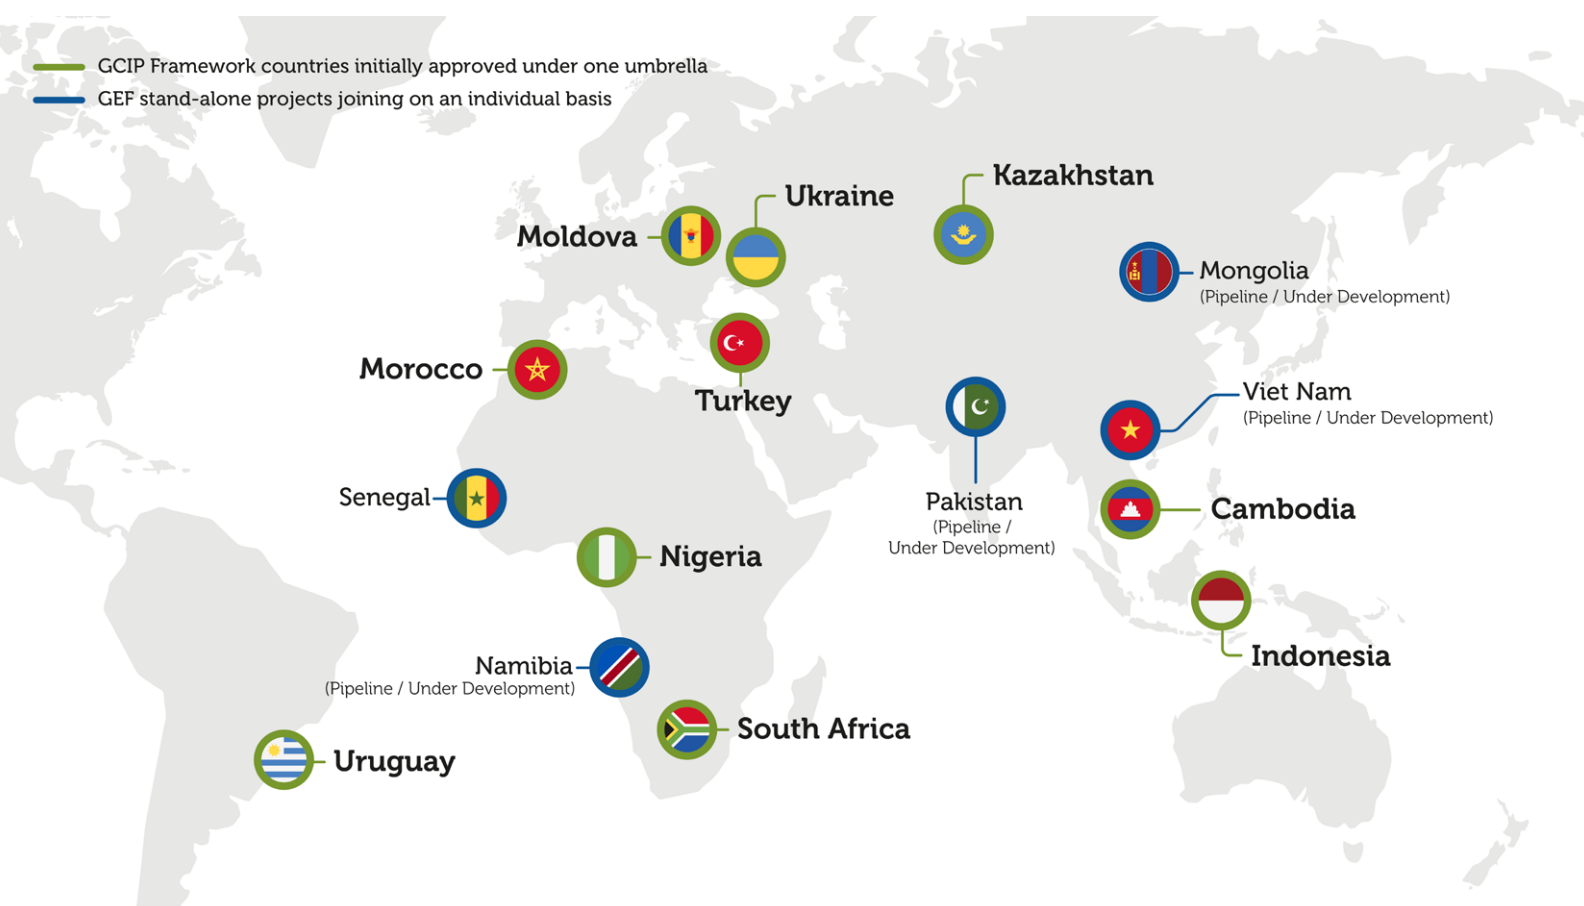 GCIP Framework countries initially approved under one umbrella
GEF stand-alone projects joining on an individual basis
Kazakhstan
Ukraine
Moldova
Mongolia
(Pipeline / Under Development)
Morocco
Turkey
Viet Nam
(Pipeline / Under Development)
Senegal
Pakistan
(Pipeline /
Under Development)
Cambodia
Nigeria
Indonesia
Namibia
(Pipeline / Under Development)
South Africa
Uruguay